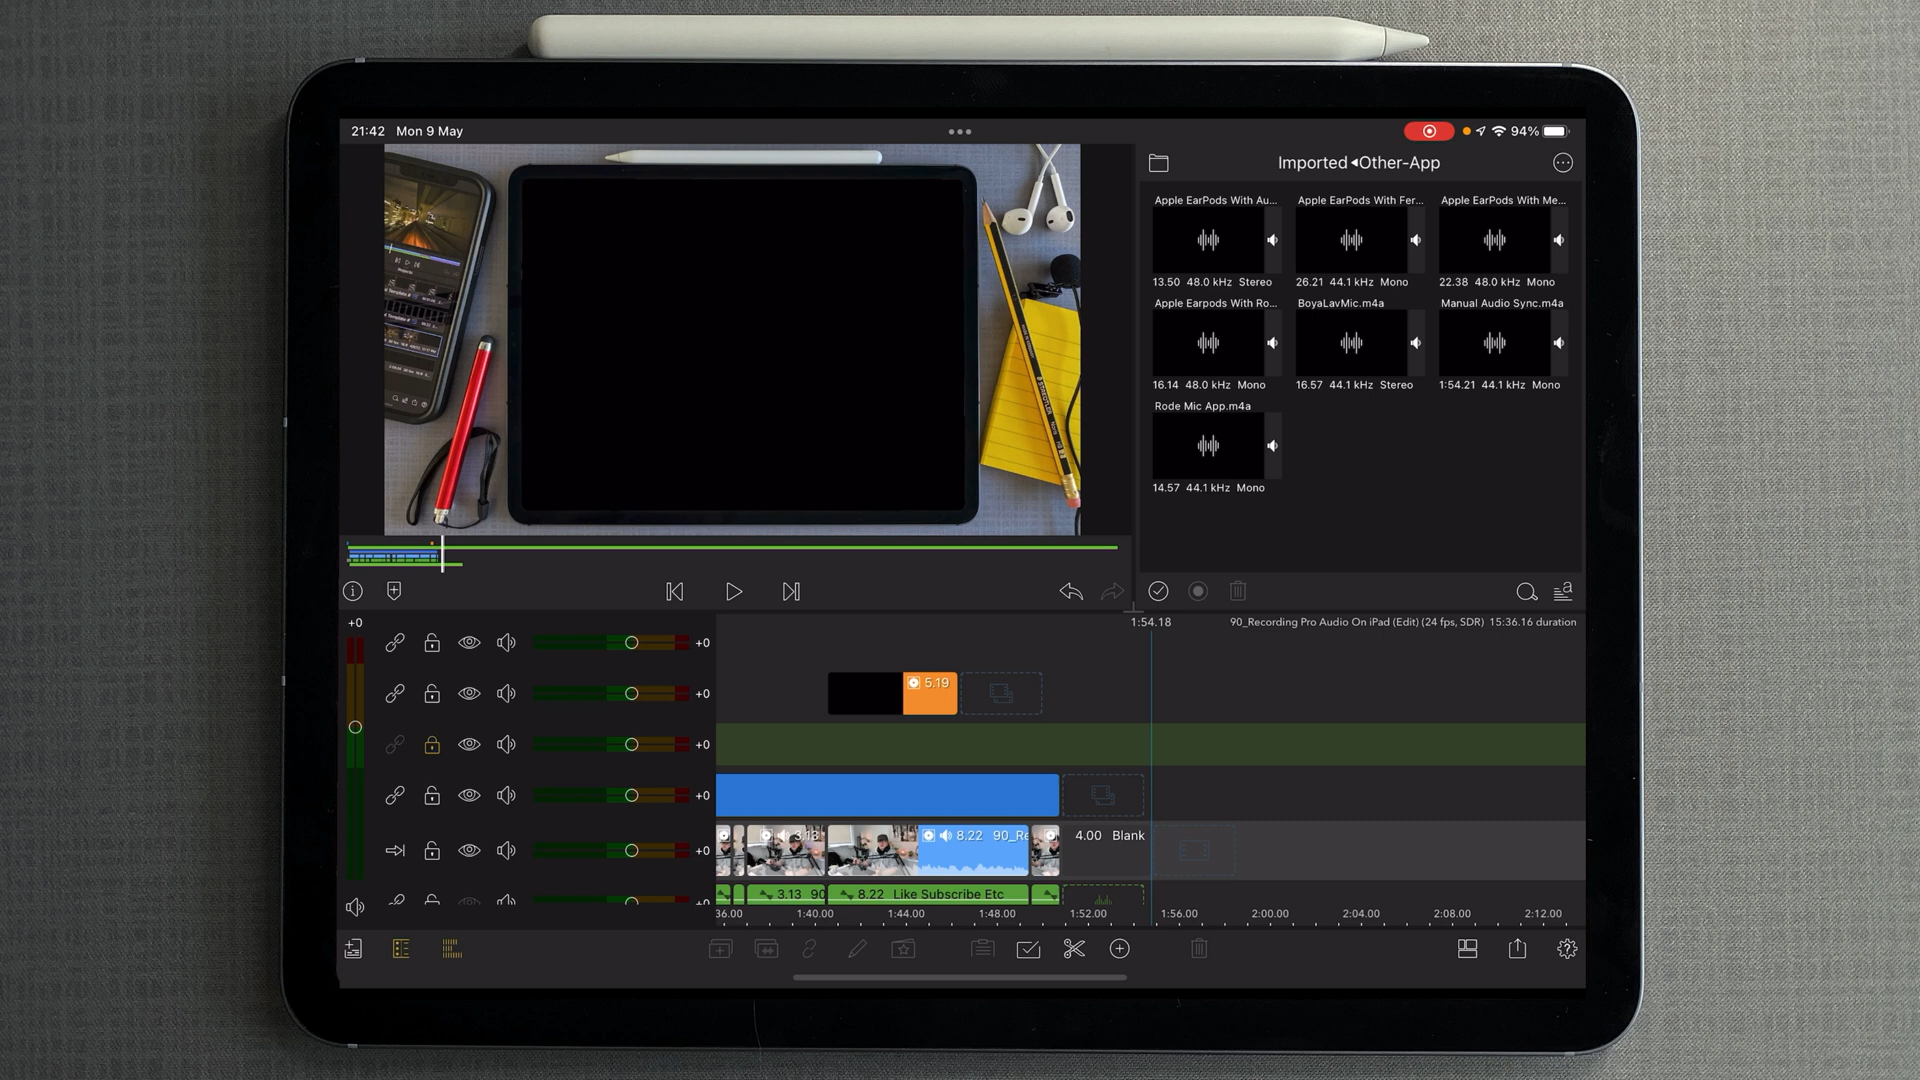 21:42 Mon 9 May
94%
Imported◂Other-App
Apple EarPods With Au... Apple EarPods With Fer... Apple EarPods With Me...
13.50 48.0 kHz Stereo 26.21 44.1 kHz Mono 22.38 48.0 kHz Mono
Apple Earpods With Ro... BoyaLavMic.m4a Manual Audio Sync.m4a
16.14 48.0 kHz Mono 16.57 44.1 kHz Stereo 1:54.21 44.1 kHz Mono
Rode Mic App.m4a
14.57 44.1 kHz Mono
+0 1:54.18 90_Recording Pro Audio On iPad (Edit) (24 fps, SDR) 15:36.16 duration
+0
+0 5.19
+0
+0
+0 3.13 8.22 90_Re 4.00 Blank
3.13 90 8.22 Like Subscribe Etc
36.00 1:40.00 1:44.00 1:48.00 1:52.00 1:56.00 2:00.00 2:04.00 2:08.00 2:12.00